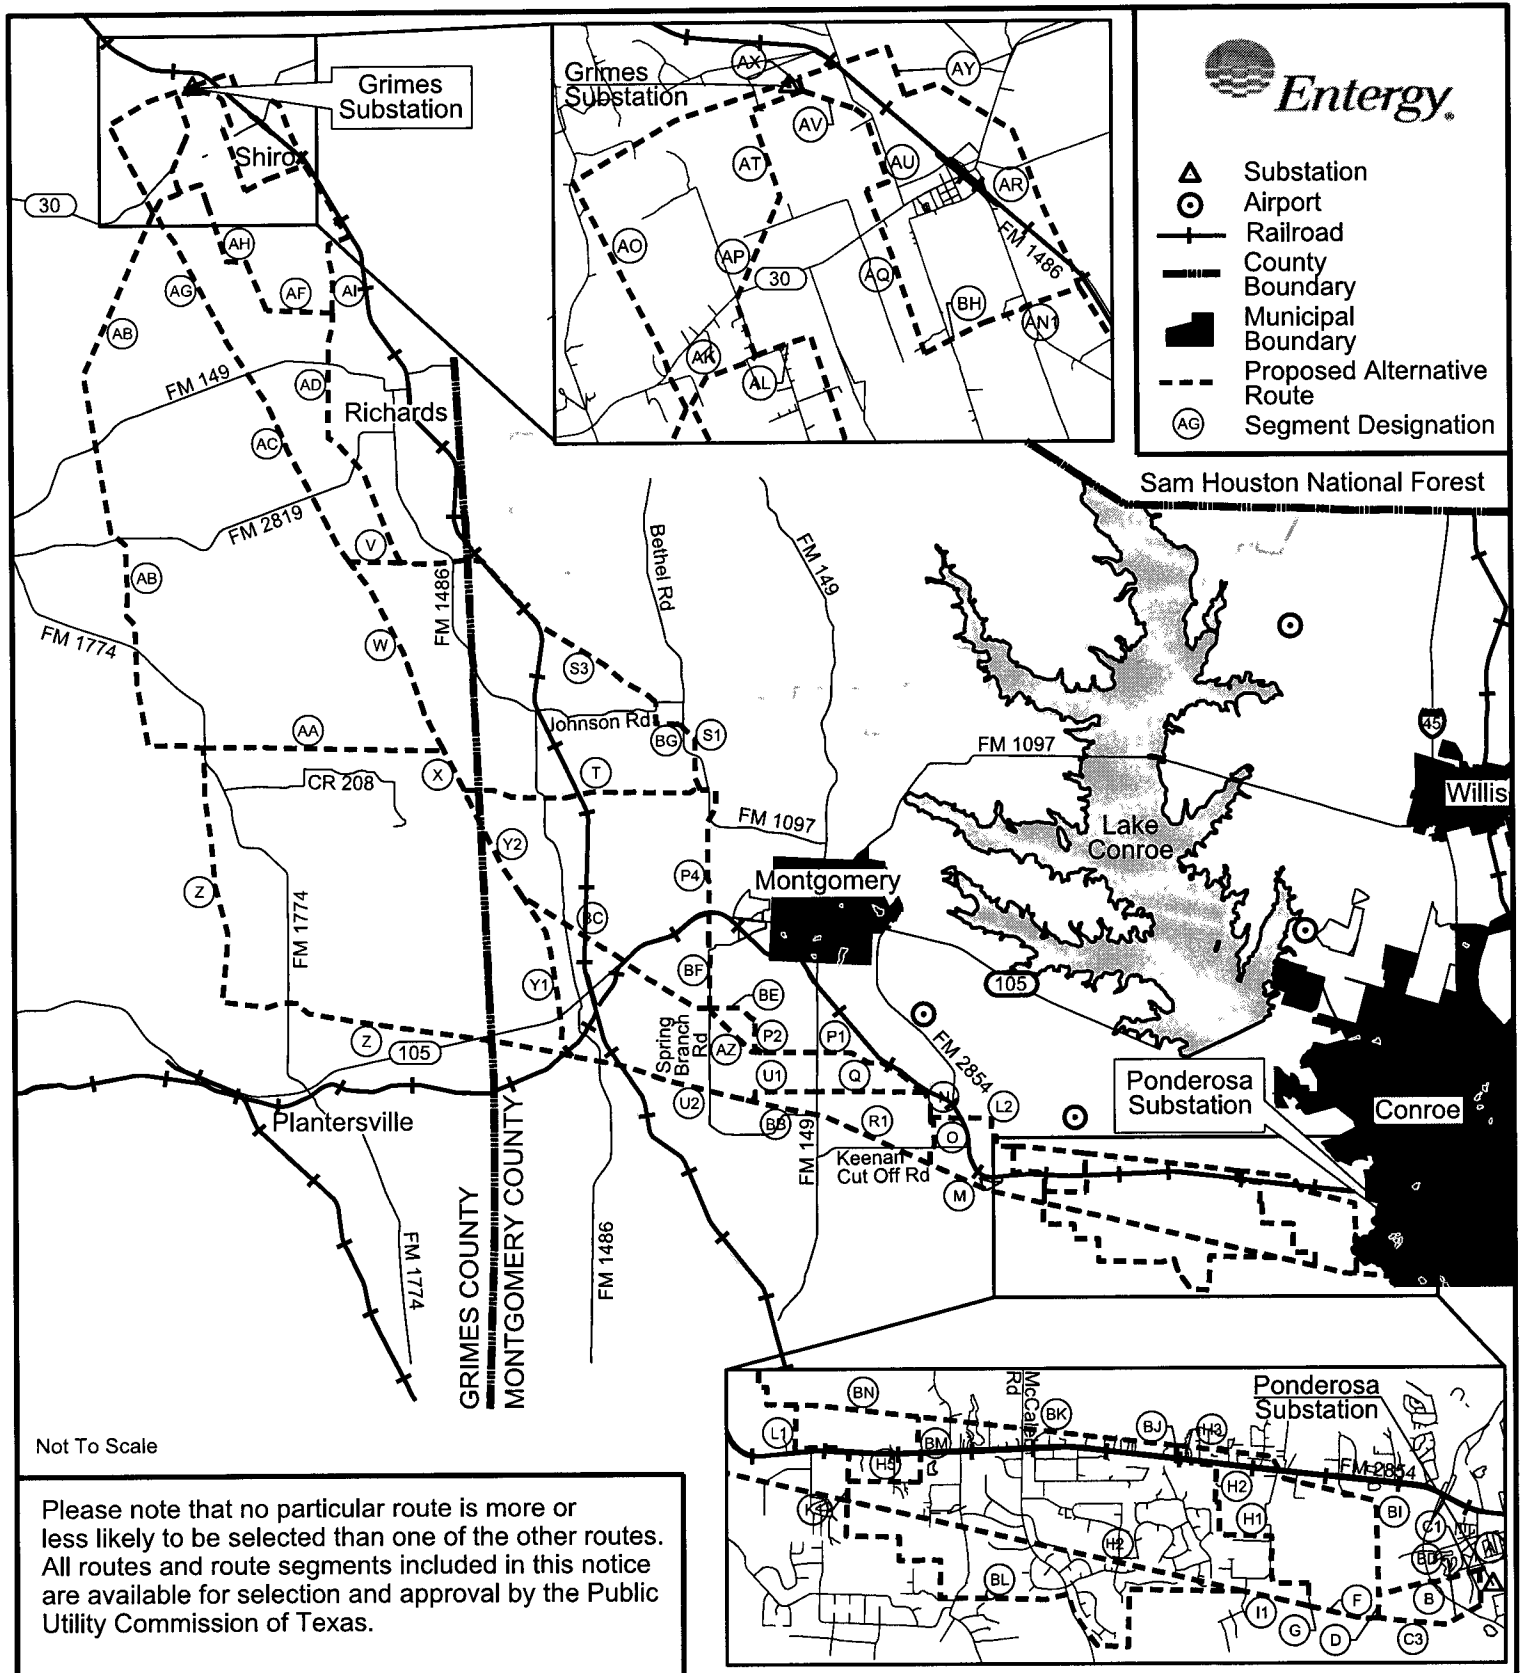 Grimes
Substation
Shiro
30
AH
AG
AF
AI
AB
FM 149
AD
Richards
AC
FM 2819
V
AB
FM 1774
W
FM 1486
AA
X
CR 208
Z
FM 1774
Z
105
Plantersville
FM 1774
GRIMES COUNTY
MONTGOMERY COUNTY
FM 1486
Grimes
Substation
AX
AY
AV
AT
AU
AR
AO
AP
30
AQ
FM 1486
BH
AN1
AK
AL
Entergy®
Substation
Airport
Railroad
County
Boundary
Municipal
Boundary
Proposed Alternative
Route
AG
Segment Designation
Sam Houston National Forest
Bethel Rd
FM 149
S3
Johnson Rd
BG
S1
T
FM 1097
Y2
P4
BC
Y1
BF
BE
Montgomery
FM 1097
Lake
Conroe
45
Willis
105
Spring
Branch
Rd
AZ
P2
P1
U1
Q
U2
BB
R1
FM 149
Keenan
Cut Off Rd
FM 2854
N
L2
O
M
Ponderosa
Substation
Conroe
Not To Scale
Please note that no particular route is more or
less likely to be selected than one of the other routes.
All routes and route segments included in this notice
are available for selection and approval by the Public
Utility Commission of Texas.
BN
McCaleb
Rd
BK
BJ
H3
Ponderosa
Substation
L1
BM
H5
FM 2854
K
H2
H1
BI
C1
BD
A
H2
BL
I1
G
D
F
B
C3